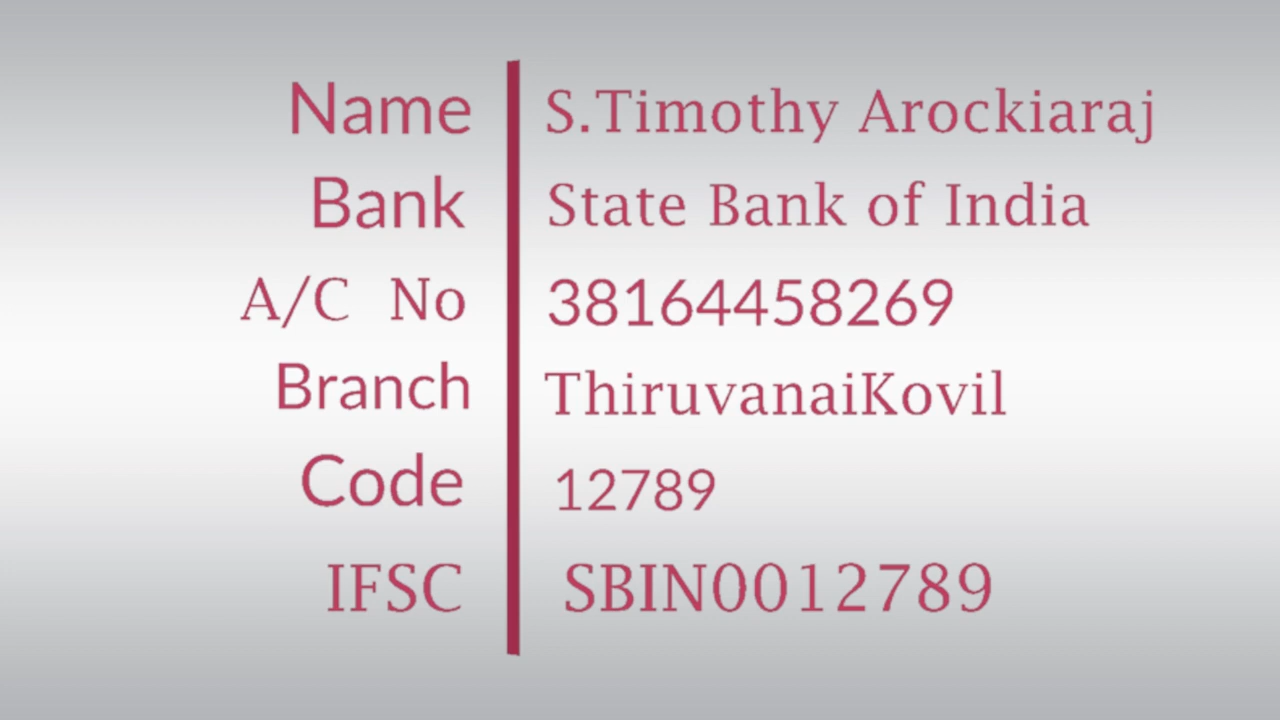 Name S.Timothy Arockiaraj
Bank State Bank of India
A/C No 38164458269
Branch ThiruvanaiKovil
Code 12789
IFSC SBIN0012789